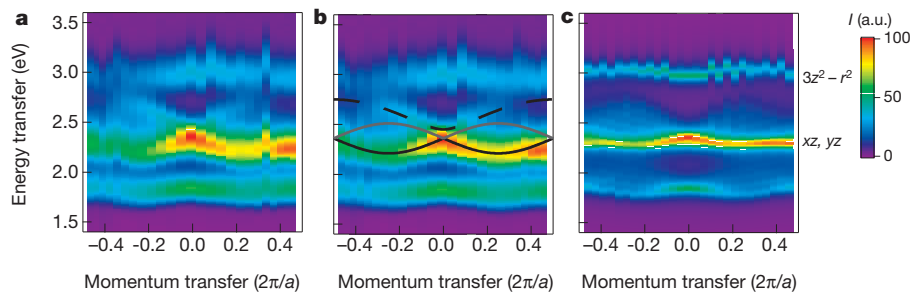 a
b
c
I (a.u.)
3.5
3.0
2.5
2.0
1.5
Energy transfer (eV)
−0.4 −0.2 0.0 0.2 0.4
−0.4 −0.2 0.0 0.2 0.4
−0.4 −0.2 0.0 0.2 0.4
Momentum transfer (2π/a)
Momentum transfer (2π/a)
Momentum transfer (2π/a)
3z² − r²
xz, yz
100
0